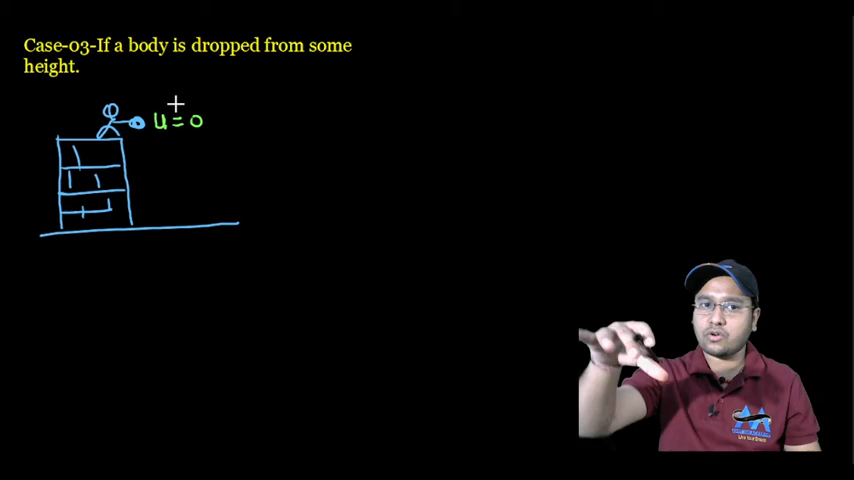 Case-03-If a body is dropped from some
height.
u = 0